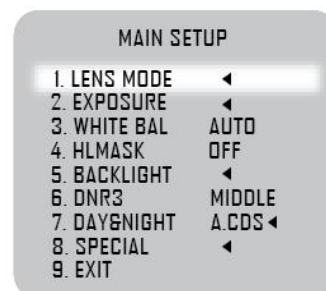 MAIN SETUP
1. LENS MODE ◄
2. EXPOSURE ◄
3. WHITE BAL AUTO
4. HLMASK OFF
5. BACKLIGHT ◄
6. DNR3 MIDDLE
7. DAY&NIGHT A.CDS◄
8. SPECIAL ◄
9. EXIT